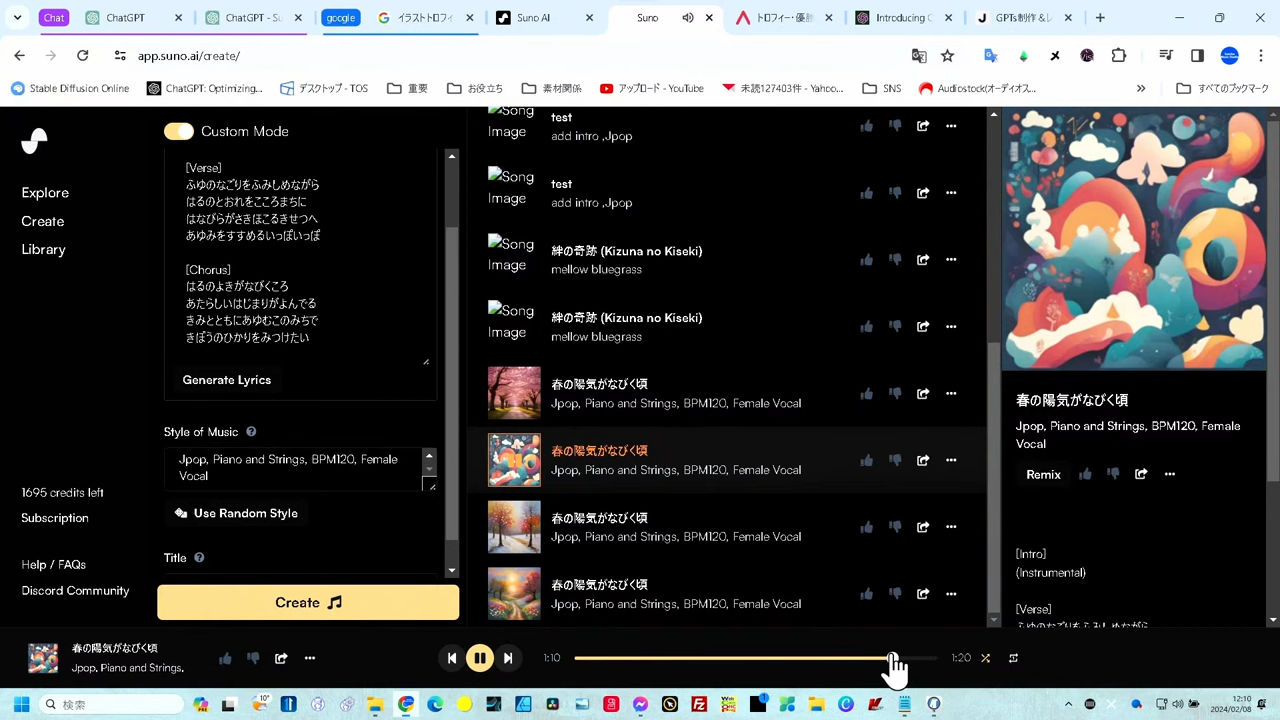 Chat
ChatGPT
ChatGPT - S
google
イラストロフィ
Suno AI
Suno
トロフィー・優勝
Introducing C
GPTs制作 &
app.suno.ai/create/
Stable Diffusion Online
ChatGPT: Optimizing...
デスクトップ - TOS
重要
お役立ち
素材関係
アップロード - YouTube
未読127403件 - Yahoo...
SNS
Audiostock(オーディオス...
すべてのブックマーク
Explore
Create
Library
1695 credits left
Subscription
Help / FAQs
Discord Community
Custom Mode
[Verse]
ふゆのなごりをふみしめながら
はるのとおれをこころまちに
はなびらがさきほこるきせつへ
あゆみをすすめるいっぽいっぽ
[Chorus]
はるのよきがなびくころ
あたらしいはじまりがよんでる
きみとともにあゆむこのみちで
きぼうのひかりをみつけたい
Generate Lyrics
Style of Music
Jpop, Piano and Strings, BPM120, Female
Vocal
Use Random Style
Title
Create
Song
Image
test
add intro ,Jpop
Song
Image
test
add intro ,Jpop
Song
Image
絆の奇跡 (Kizuna no Kiseki)
mellow bluegrass
Song
Image
絆の奇跡 (Kizuna no Kiseki)
mellow bluegrass
春の陽気がなびく頃
Jpop, Piano and Strings, BPM120, Female Vocal
春の陽気がなびく頃
Jpop, Piano and Strings, BPM120, Female Vocal
春の陽気がなびく頃
Jpop, Piano and Strings, BPM120, Female Vocal
春の陽気がなびく頃
Jpop, Piano and Strings, BPM120, Female Vocal
春の陽気がなびく頃
Jpop, Piano and Strings, BPM120, Female
Vocal
Remix
[Intro]
(Instrumental)
[Verse]
ふゆのなごりをふみしめながら
春の陽気がなびく頃
Jpop, Piano and Strings,
1:10
1:20
検索
10°
12:10
2024/02/08